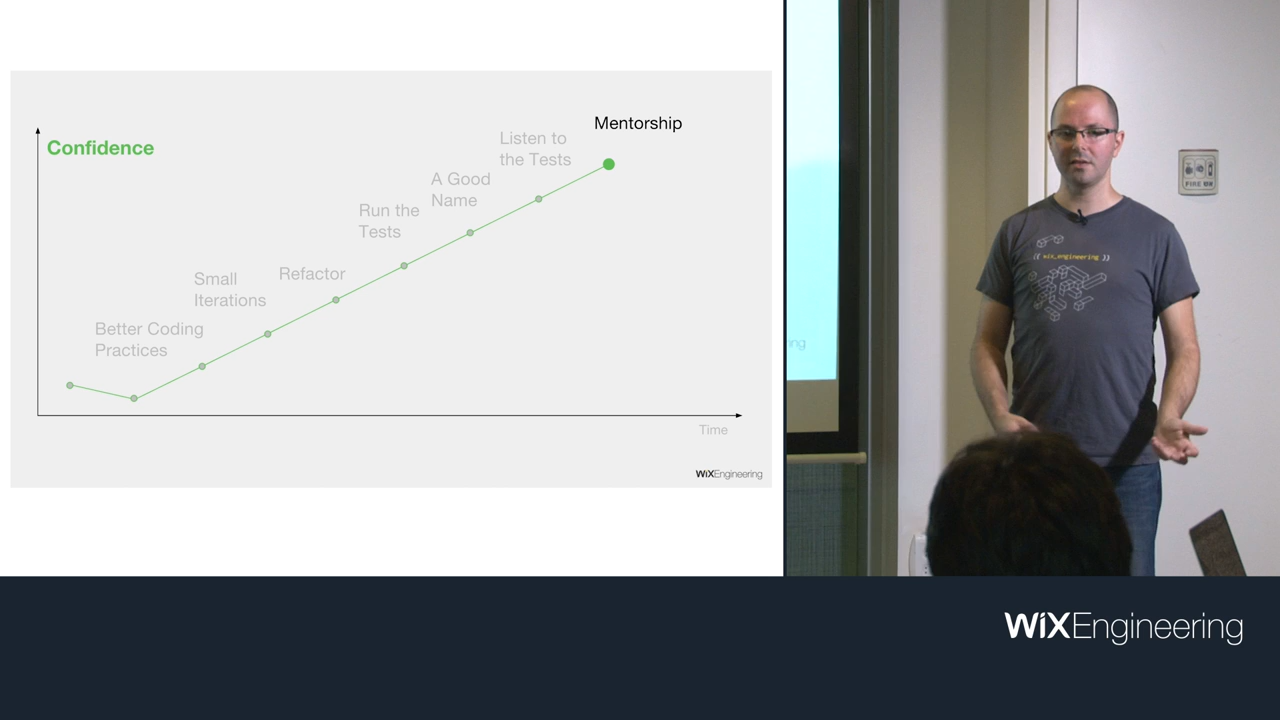 Confidence
Mentorship
Listen to
the Tests
A Good
Name
Run the
Tests
Refactor
Small
Iterations
Better Coding
Practices
Time
WiXEngineering
{{ wix_engineering }}
FIRE
WiXEngineering